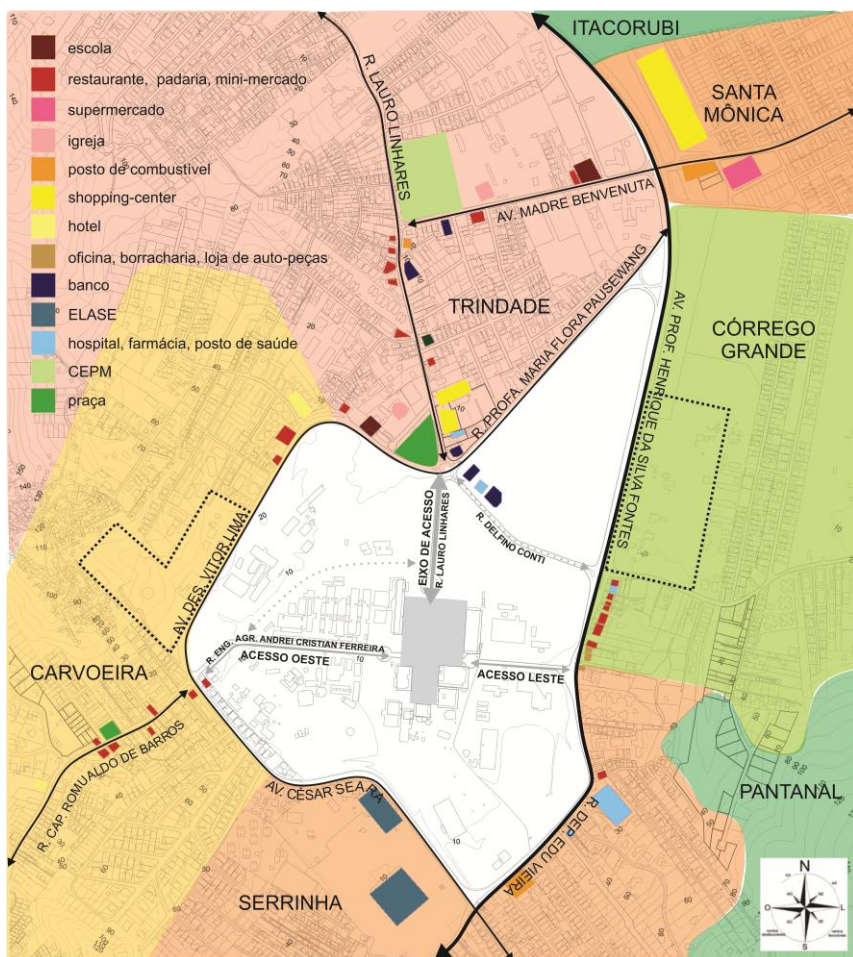 ITACORUBI
escola
restaurante, padaria, mini-mercado
supermercado
igreja
posto de combustível
shopping-center
hotel
oficina, borracharia, loja de auto-peças
banco
ELASE
hospital, farmácia, posto de saúde
CEPM
praça
R. LAURO LINHARES
SANTA
MÔNICA
AV. MADRE BENVENUTA
TRINDADE
R. PROFA. MARIA FLORA PAUSEWANG
AV. PROF. HENRIQUE DA SILVA FONTES
CÓRREGO
GRANDE
EIXO DE ACESSO
R. LAURO LINHARES
R. DELFINO CONTI
AV. DES. VITOR LIMA
R. ENG. AGR. ANDREI CRISTIAN FERREIRA
ACESSO OESTE
ACESSO LESTE
CARVOEIRA
R. CAP. ROMUALDO DE BARROS
AV. CÉSAR SEARA
R. DEP. EDU VIEIRA
PANTANAL
SERRINHA
N
O
L
S